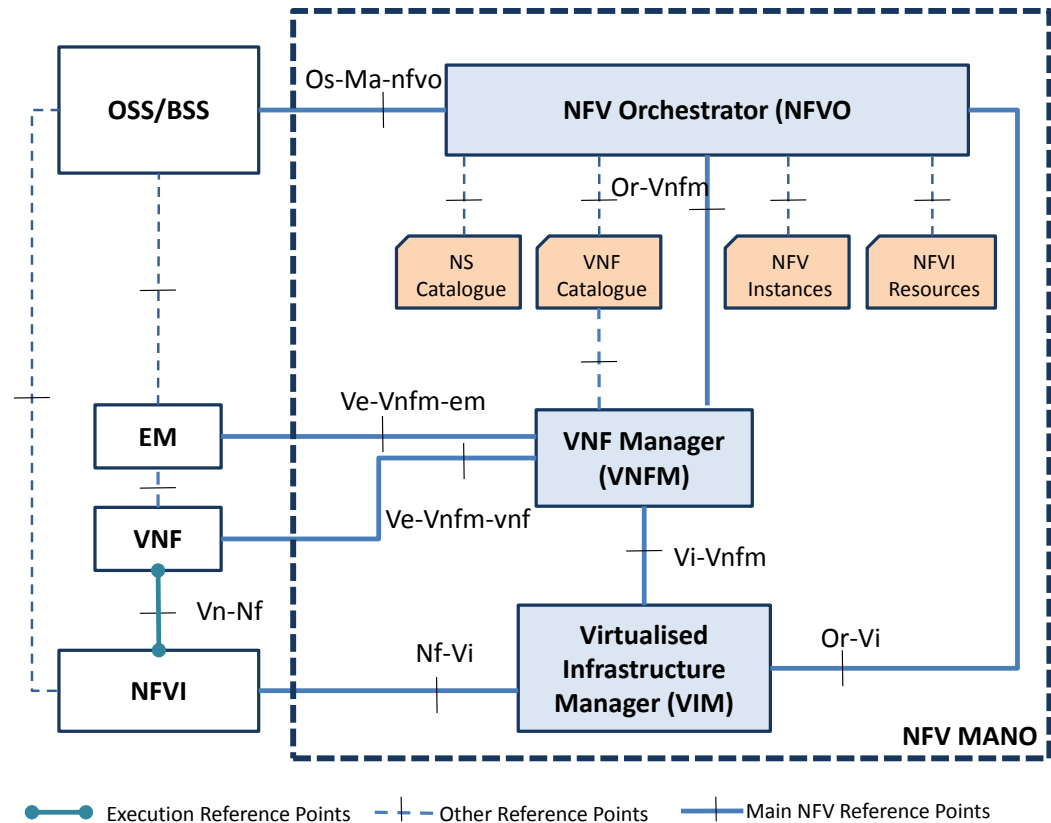 Os-Ma-nfvo
OSS/BSS
NFV Orchestrator (NFVO
Or-Vnfm
NS
Catalogue
VNF
Catalogue
NFV
Instances
NFVI
Resources
Ve-Vnfm-em
EM
VNF Manager
(VNFM)
Ve-Vnfm-vnf
VNF
Vi-Vnfm
Vn-Nf
Virtualised
Infrastructure
Manager (VIM)
Nf-Vi
Or-Vi
NFVI
NFV MANO
Execution Reference Points
Other Reference Points
Main NFV Reference Points